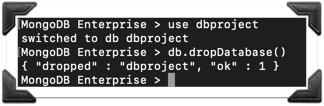 MongoDB Enterprise > use dbproject
switched to db dbproject
MongoDB Enterprise > db.dropDatabase()
{ "dropped" : "dbproject", "ok" : 1 }
MongoDB Enterprise >